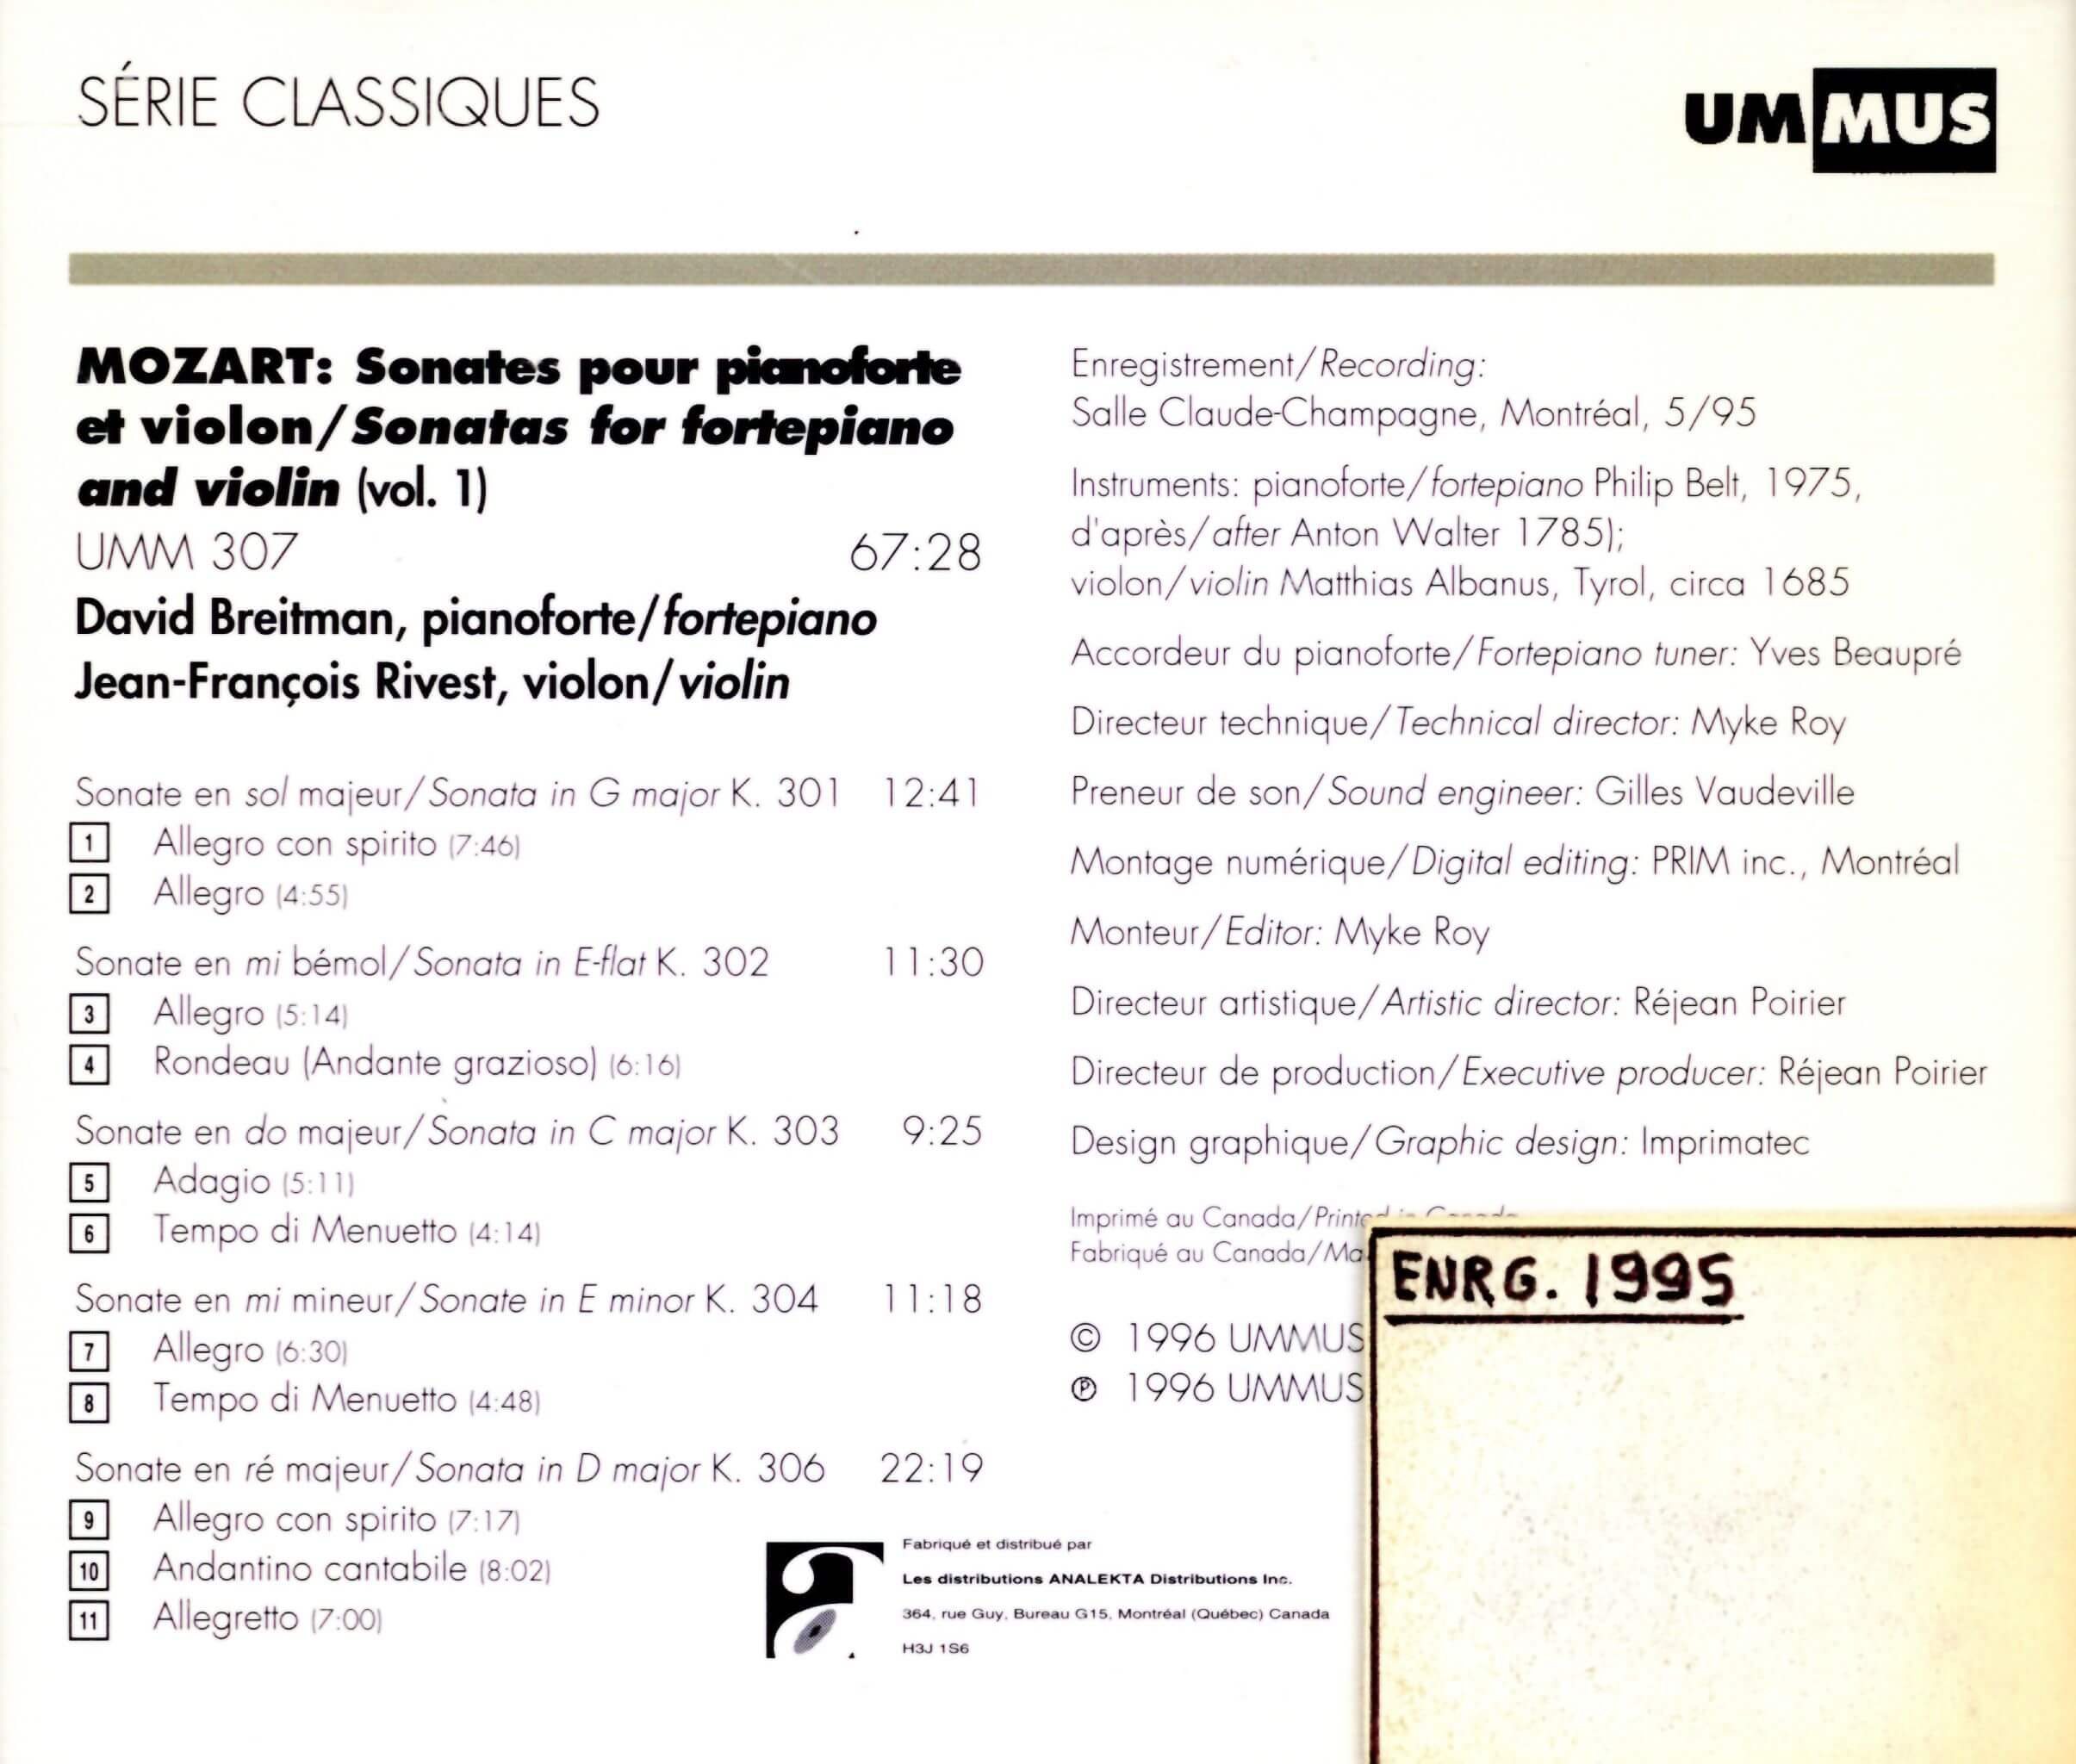 SÉRIE CLASSIQUES
UMMUS
MOZART: Sonates pour pianoforte
et violon/Sonatas for fortepiano
and violin (vol. 1)
UMM 307 67:28
David Breitman, pianoforte/fortepiano
Jean-François Rivest, violon/violin
Sonate en sol majeur/Sonata in G major K. 301 12:41
1 Allegro con spirito (7:46)
2 Allegro (4:55)
Sonate en mi bémol/Sonata in E-flat K. 302 11:30
3 Allegro (5:14)
4 Rondeau (Andante grazioso) (6:16)
Sonate en do majeur/Sonata in C major K. 303 9:25
5 Adagio (5:11)
6 Tempo di Menuetto (4:14)
Sonate en mi mineur/Sonate in E minor K. 304 11:18
7 Allegro (6:30)
8 Tempo di Menuetto (4:48)
Sonate en ré majeur/Sonata in D major K. 306 22:19
9 Allegro con spirito (7:17)
10 Andantino cantabile (8:02)
11 Allegretto (7:00)
Enregistrement/Recording:
Salle Claude-Champagne, Montréal, 5/95
Instruments: pianoforte/fortepiano Philip Belt, 1975,
d'après/after Anton Walter 1785);
violon/violin Matthias Albanus, Tyrol, circa 1685
Accordeur du pianoforte/Fortepiano tuner: Yves Beaupré
Directeur technique/Technical director: Myke Roy
Preneur de son/Sound engineer: Gilles Vaudeville
Montage numérique/Digital editing: PRIM inc., Montréal
Monteur/Editor: Myke Roy
Directeur artistique/Artistic director: Réjean Poirier
Directeur de production/Executive producer: Réjean Poirier
Design graphique/Graphic design: Imprimatec
Imprimé au Canada/Printed in Canada
Fabriqué au Canada/Ma
© 1996 UMMUS
℗ 1996 UMMUS
ENRG. 1995
Fabriqué et distribué par
Les distributions ANALEKTA Distributions Inc.
364, rue Guy, Bureau G15, Montréal (Québec) Canada
H3J 1S6